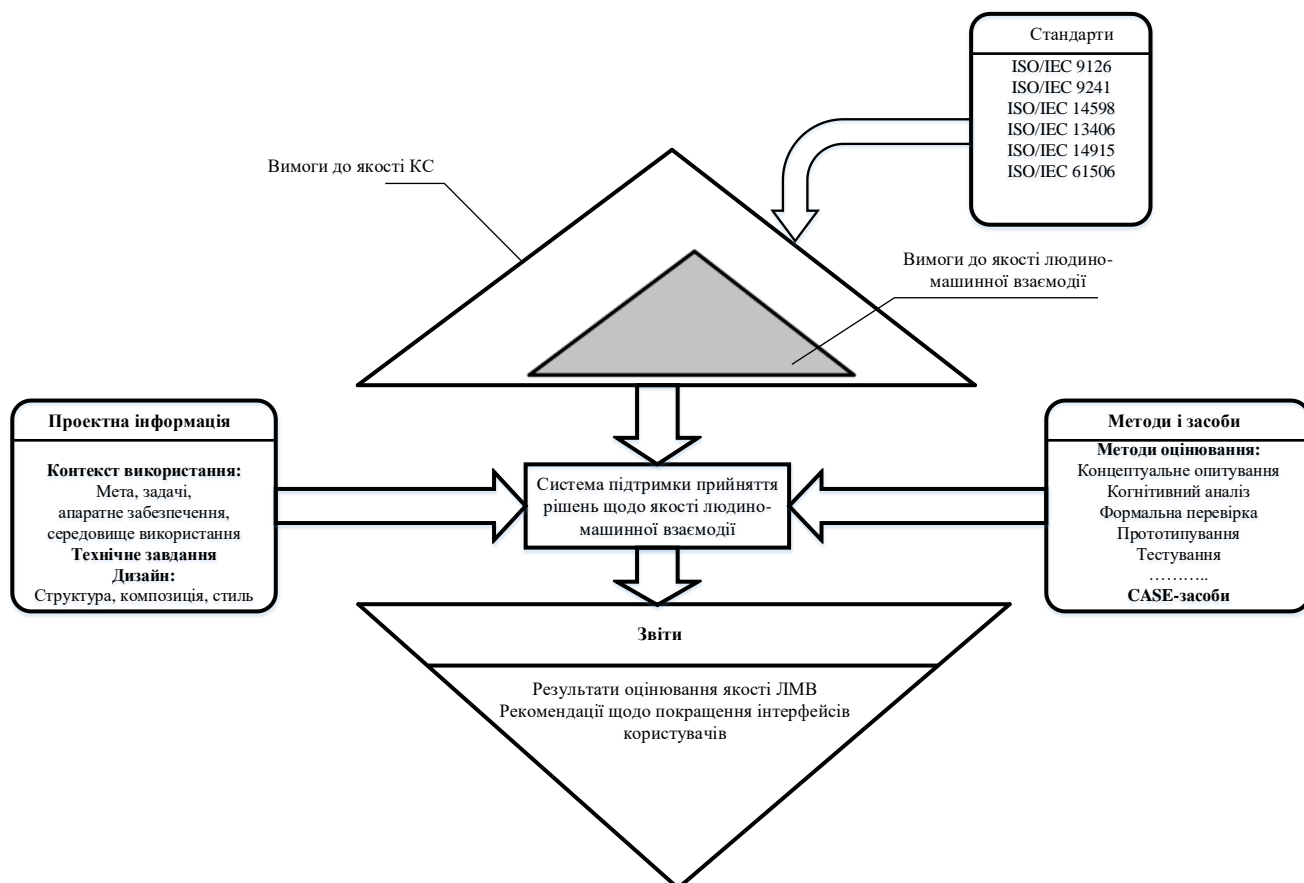 Стандарти
ISO/IEC 9126
ISO/IEC 9241
ISO/IEC 14598
ISO/IEC 13406
ISO/IEC 14915
ISO/IEC 61506
Вимоги до якості КС
Вимоги до якості людино-
машинної взаємодії
Проектна інформація
Контекст використання:
Мета, задачі,
апаратне забезпечення,
середовище використання
Технічне завдання
Дизайн:
Структура, композиція, стиль
Система підтримки прийняття
рішень щодо якості людино-
машинної взаємодії
Методи і засоби
Методи оцінювання:
Концептуальне опитування
Когнітивний аналіз
Формальна перевірка
Прототипування
Тестування
………..
CASE-засоби
Звіти
Результати оцінювання якості ЛМВ
Рекомендації щодо покращення інтерфейсів
користувачів